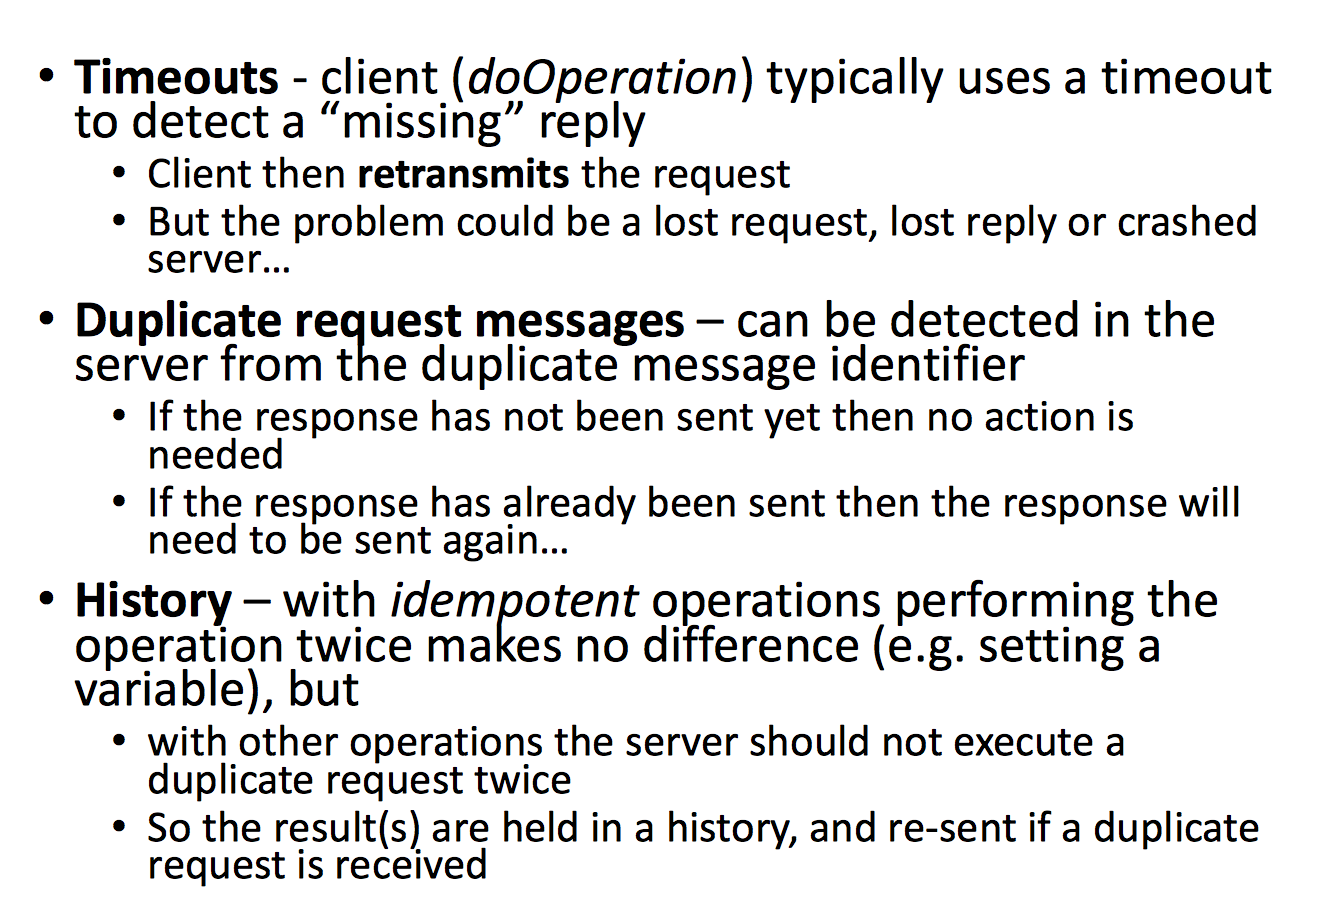 • Timeouts - client (doOperation) typically uses a timeout
to detect a “missing” reply
• Client then retransmits the request
• But the problem could be a lost request, lost reply or crashed
server…
• Duplicate request messages – can be detected in the
server from the duplicate message identifier
• If the response has not been sent yet then no action is
needed
• If the response has already been sent then the response will
need to be sent again…
• History – with idempotent operations performing the
operation twice makes no difference (e.g. setting a
variable), but
• with other operations the server should not execute a
duplicate request twice
• So the result(s) are held in a history, and re-sent if a duplicate
request is received